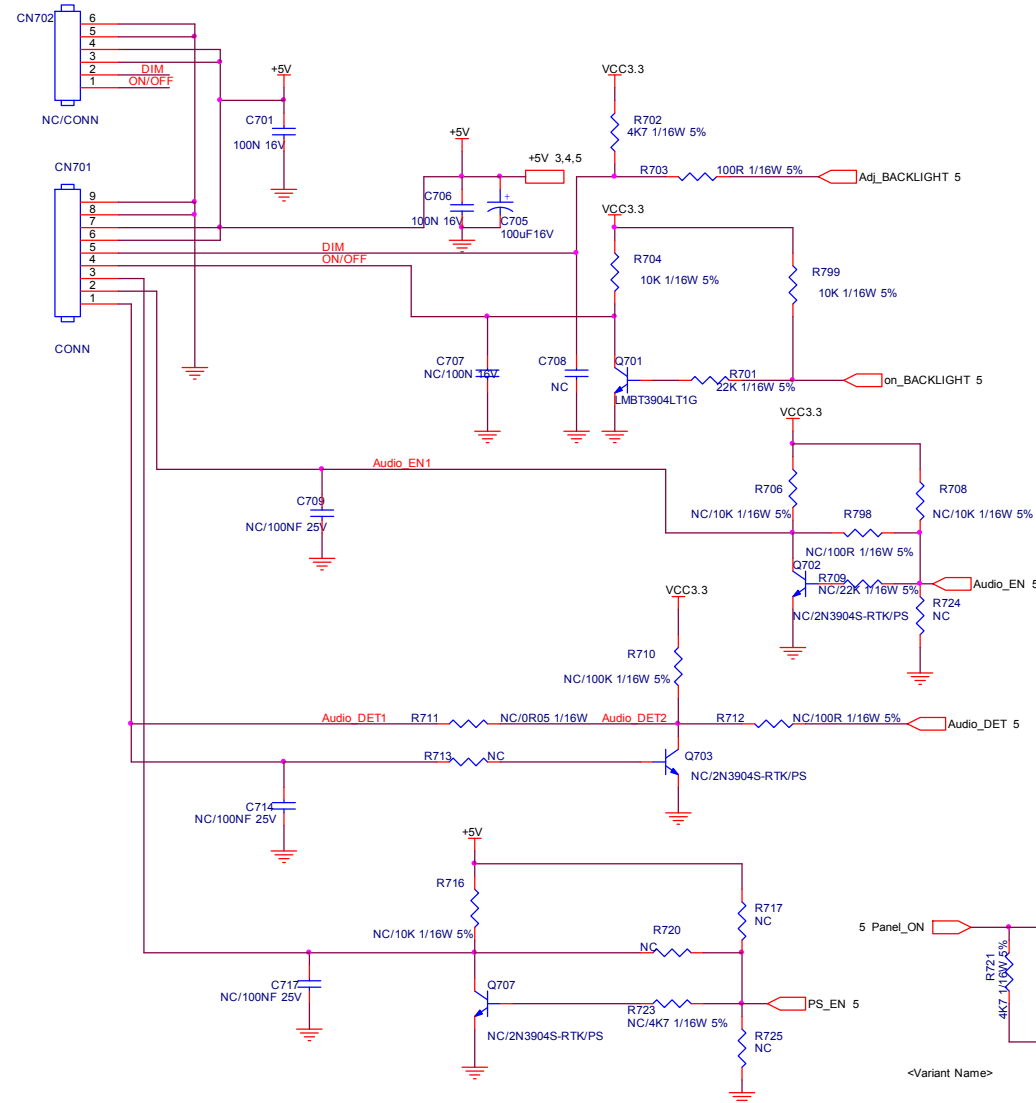 CN702
6
5
4
3
2
1
DIM
ON/OFF
NC/CONN
+5V
C701
100N 16V
CN701
9
8
7
6
5
4
3
2
1
CONN
DIM
ON/OFF
+5V
+5V 3,4,5
C706
100N 16V
C705
100uF16V
VCC3.3
R702
4K7 1/16W 5%
R703
100R 1/16W 5%
Adj_BACKLIGHT 5
VCC3.3
R704
10K 1/16W 5%
R799
10K 1/16W 5%
C707
NC/100N 16V
C708
NC
Q701
LMBT3904LT1G
R701
22K 1/16W 5%
on_BACKLIGHT 5
VCC3.3
Audio_EN1
C709
NC/100NF 25V
R706
NC/10K 1/16W 5%
R708
NC/10K 1/16W 5%
R798
NC/100R 1/16W 5%
Q702
R709
NC/22K 1/16W 5%
NC/2N3904S-RTK/PS
Audio_EN 5
R724
NC
VCC3.3
R710
NC/100K 1/16W 5%
Audio_DET1
R711
NC/0R05 1/16W
Audio_DET2
R712
NC/100R 1/16W 5%
Audio_DET 5
R713
NC
Q703
NC/2N3904S-RTK/PS
C714
NC/100NF 25V
+5V
R716
NC/10K 1/16W 5%
R717
NC
R720
NC
C717
NC/100NF 25V
Q707
NC/2N3904S-RTK/PS
R723
NC/4K7 1/16W 5%
PS_EN 5
R725
NC
5 Panel_ON
R721
4K7 1/16W 5%
<Variant Name>